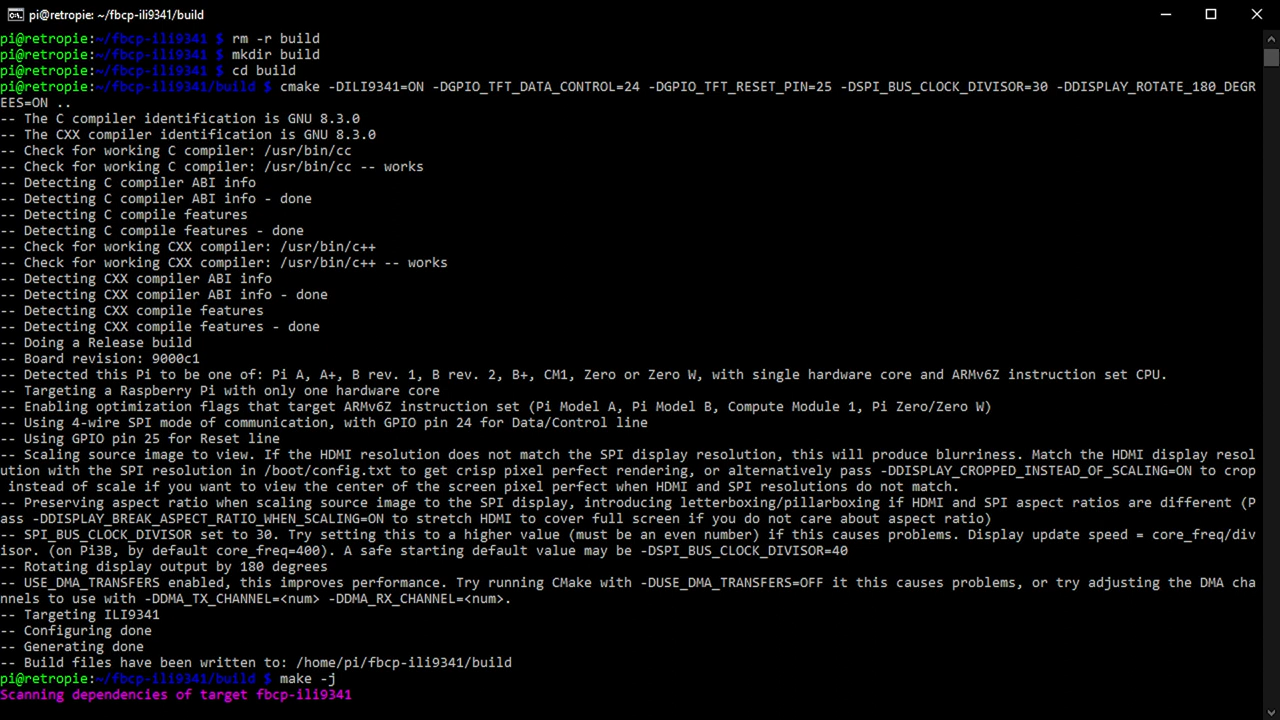 pi@retropie: ~/fbcp-ili9341/build
pi@retropie:~/fbcp-ili9341 $ rm -r build
pi@retropie:~/fbcp-ili9341 $ mkdir build
pi@retropie:~/fbcp-ili9341 $ cd build
pi@retropie:~/fbcp-ili9341/build $ cmake -DILI9341=ON -DGPIO_TFT_DATA_CONTROL=24 -DGPIO_TFT_RESET_PIN=25 -DSPI_BUS_CLOCK_DIVISOR=30 -DDISPLAY_ROTATE_180_DEGR
EES=ON ..
-- The C compiler identification is GNU 8.3.0
-- The CXX compiler identification is GNU 8.3.0
-- Check for working C compiler: /usr/bin/cc
-- Check for working C compiler: /usr/bin/cc -- works
-- Detecting C compiler ABI info
-- Detecting C compiler ABI info - done
-- Detecting C compile features
-- Detecting C compile features - done
-- Check for working CXX compiler: /usr/bin/c++
-- Check for working CXX compiler: /usr/bin/c++ -- works
-- Detecting CXX compiler ABI info
-- Detecting CXX compiler ABI info - done
-- Detecting CXX compile features
-- Detecting CXX compile features - done
-- Doing a Release build
-- Board revision: 9000c1
-- Detected this Pi to be one of: Pi A, A+, B rev. 1, B rev. 2, B+, CM1, Zero or Zero W, with single hardware core and ARMv6Z instruction set CPU.
-- Targeting a Raspberry Pi with only one hardware core
-- Enabling optimization flags that target ARMv6Z instruction set (Pi Model A, Pi Model B, Compute Module 1, Pi Zero/Zero W)
-- Using 4-wire SPI mode of communication, with GPIO pin 24 for Data/Control line
-- Using GPIO pin 25 for Reset line
-- Scaling source image to view. If the HDMI resolution does not match the SPI display resolution, this will produce blurriness. Match the HDMI display resol
ution with the SPI resolution in /boot/config.txt to get crisp pixel perfect rendering, or alternatively pass -DDISPLAY_CROPPED_INSTEAD_OF_SCALING=ON to crop
 instead of scale if you want to view the center of the screen pixel perfect when HDMI and SPI resolutions do not match.
-- Preserving aspect ratio when scaling source image to the SPI display, introducing letterboxing/pillarboxing if HDMI and SPI aspect ratios are different (P
ass -DDISPLAY_BREAK_ASPECT_RATIO_WHEN_SCALING=ON to stretch HDMI to cover full screen if you do not care about aspect ratio)
-- SPI_BUS_CLOCK_DIVISOR set to 30. Try setting this to a higher value (must be an even number) if this causes problems. Display update speed = core_freq/div
isor. (on Pi3B, by default core_freq=400). A safe starting default value may be -DSPI_BUS_CLOCK_DIVISOR=40
-- Rotating display output by 180 degrees
-- USE_DMA_TRANSFERS enabled, this improves performance. Try running CMake with -DUSE_DMA_TRANSFERS=OFF it this causes problems, or try adjusting the DMA cha
nnels to use with -DDMA_TX_CHANNEL=<num> -DDMA_RX_CHANNEL=<num>.
-- Targeting ILI9341
-- Configuring done
-- Generating done
-- Build files have been written to: /home/pi/fbcp-ili9341/build
pi@retropie:~/fbcp-ili9341/build $ make -j
Scanning dependencies of target fbcp-ili9341